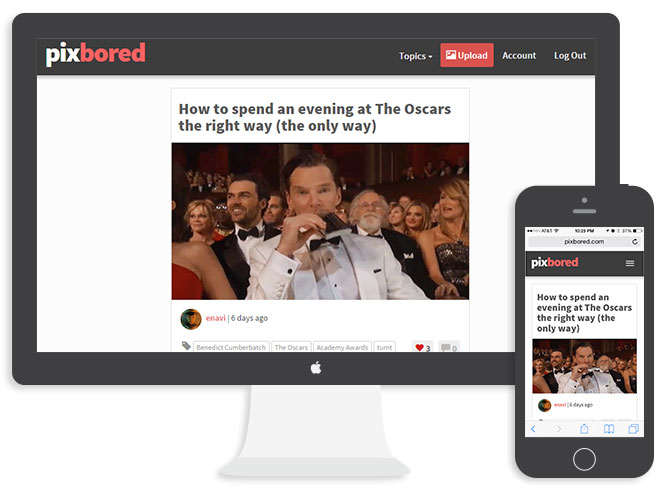 pixbored
Topics
Upload
Account
Log Out
How to spend an evening at The Oscars
the right way (the only way)
enavi | 6 days ago
Benedict Cumberbatch
The Oscars
Academy Awards
turnt
3
0
AT&T
10:23 PM
37%
pixbored.com
pixbored
How to spend an
evening at The Oscars
the right way (the
only way)
enavi | 6 days ago